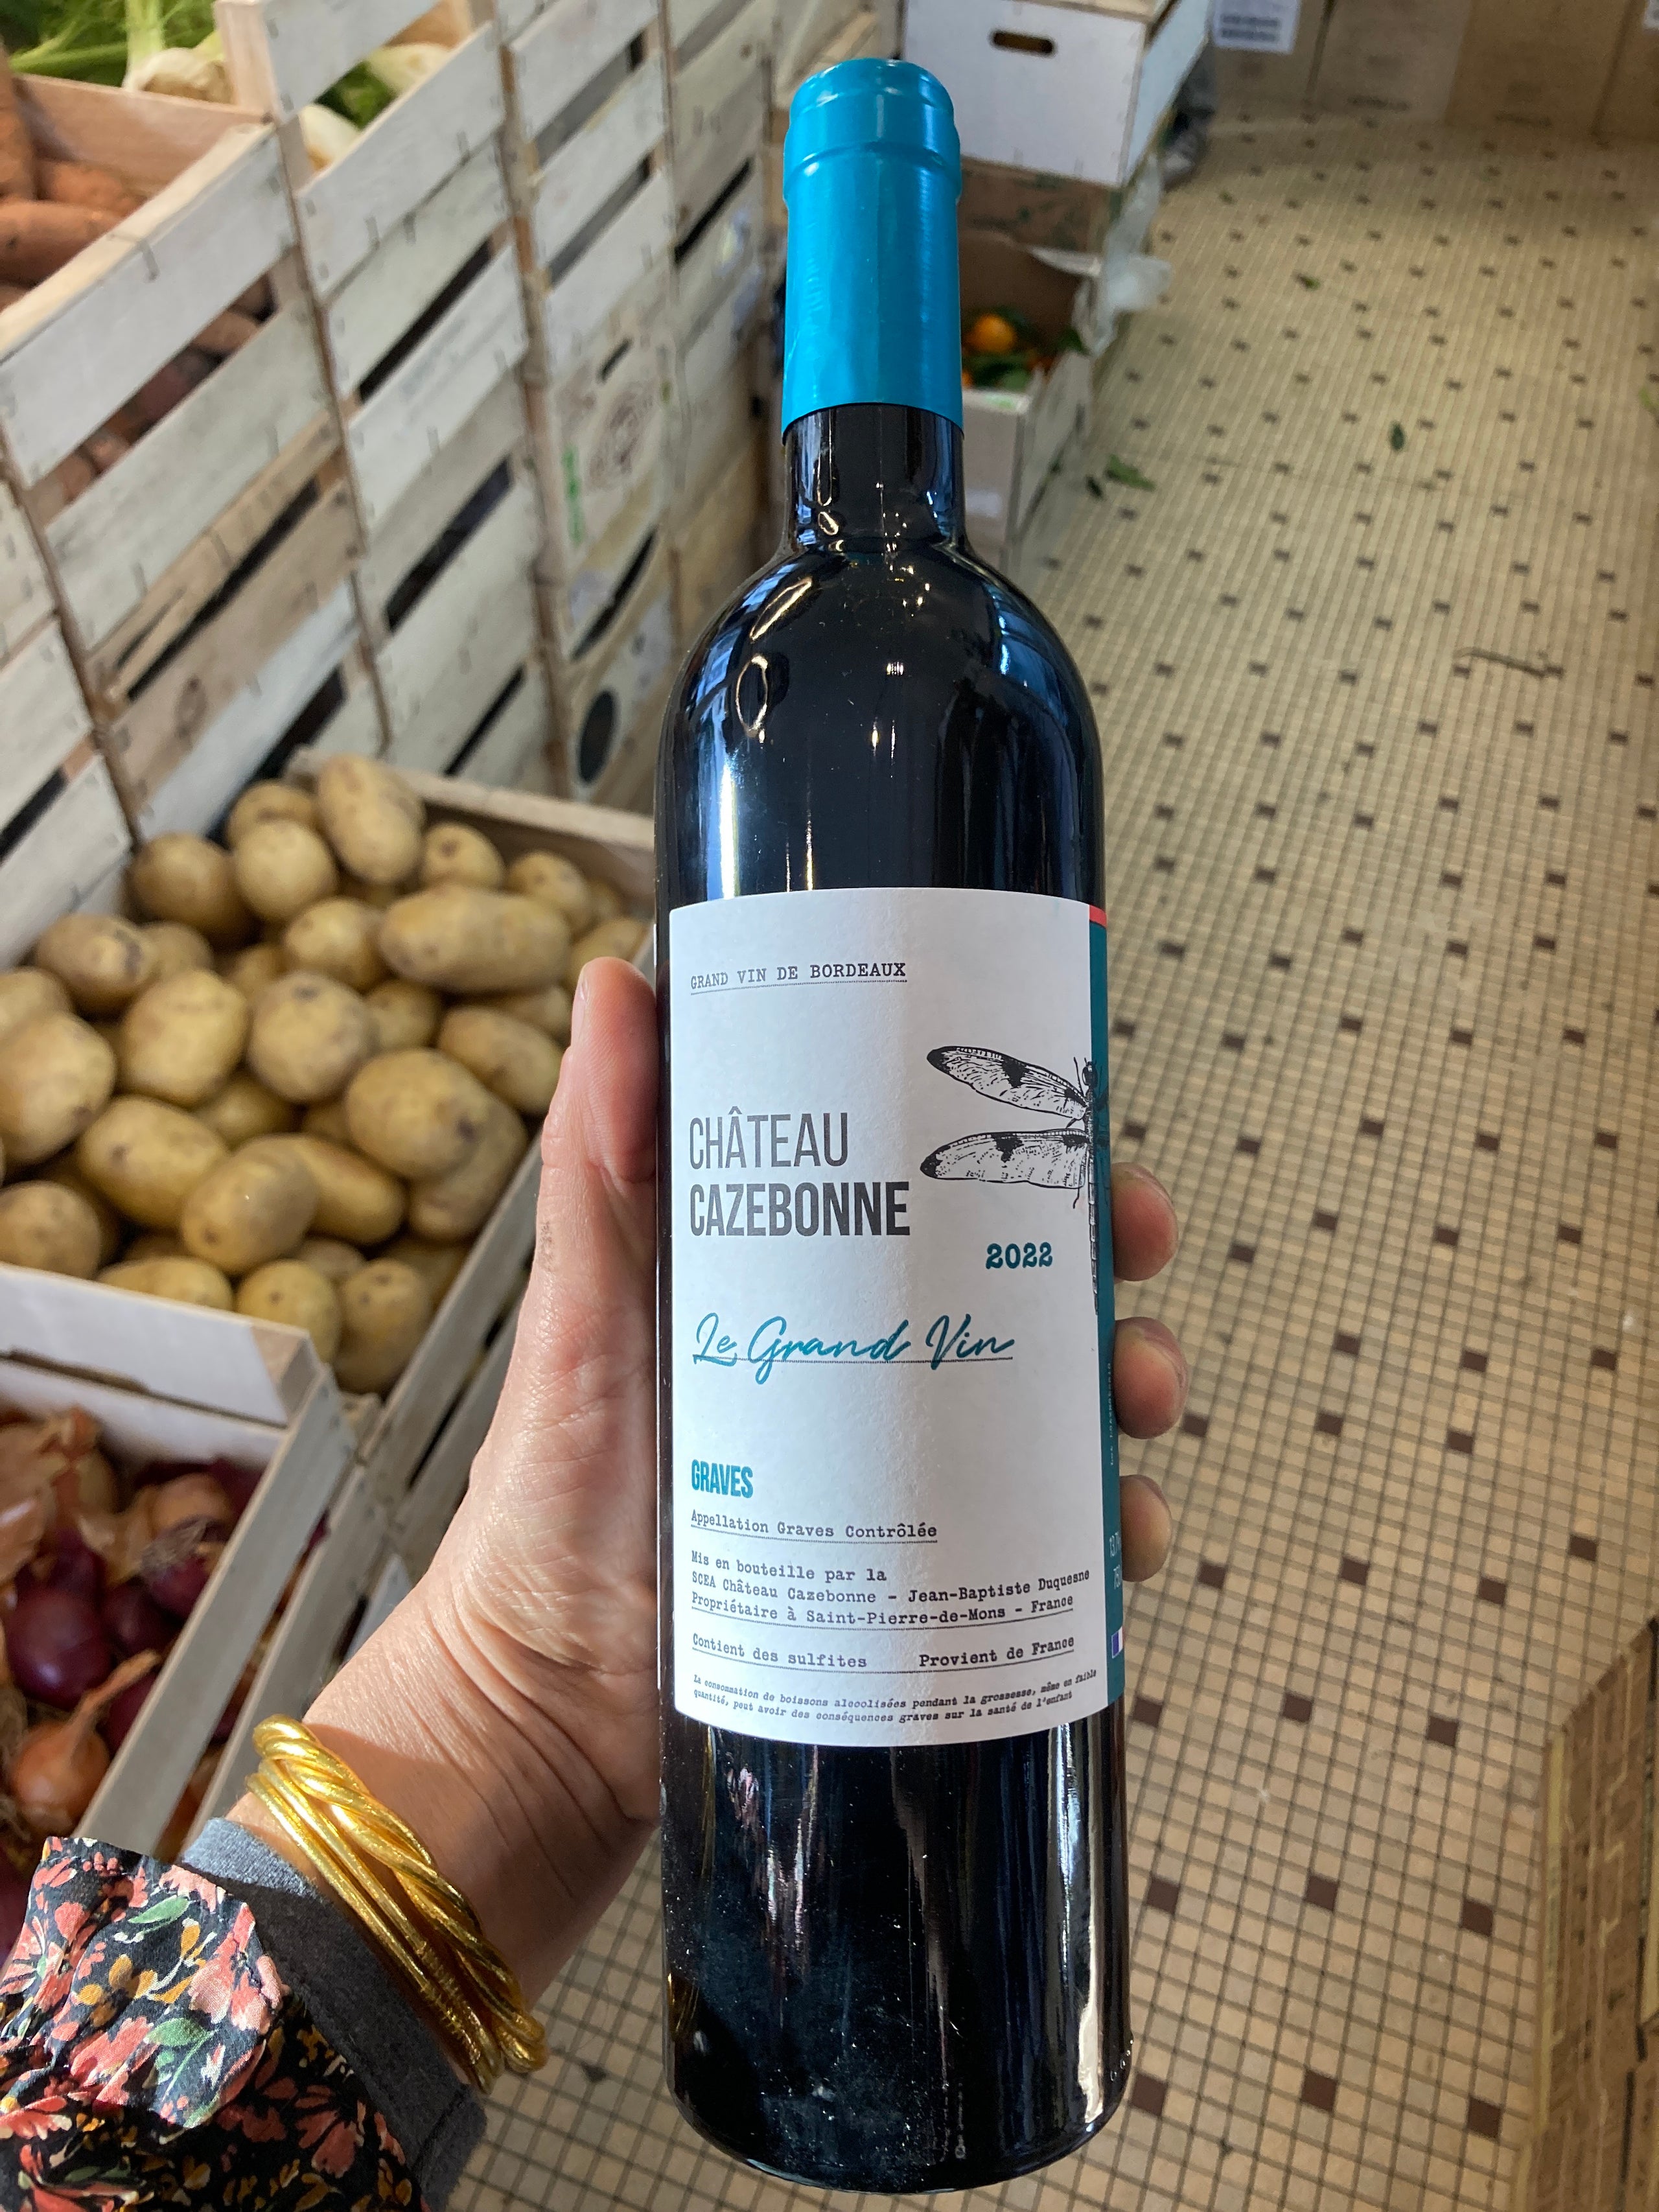 GRAND VIN DE BORDEAUX
CHÂTEAU
CAZEBONNE
2022
Le Grand Vin
GRAVES
Appellation Graves Contrôlée
Mis en bouteille par la
SCEA Château Cazebonne - Jean-Baptiste Duquesne
Propriétaire à Saint-Pierre-de-Mons - France
Contient des sulfites Provient de France
La consommation de boissons alcoolisées pendant la grossesse, même en faible
quantité, peut avoir des conséquences graves sur la santé de l'enfant